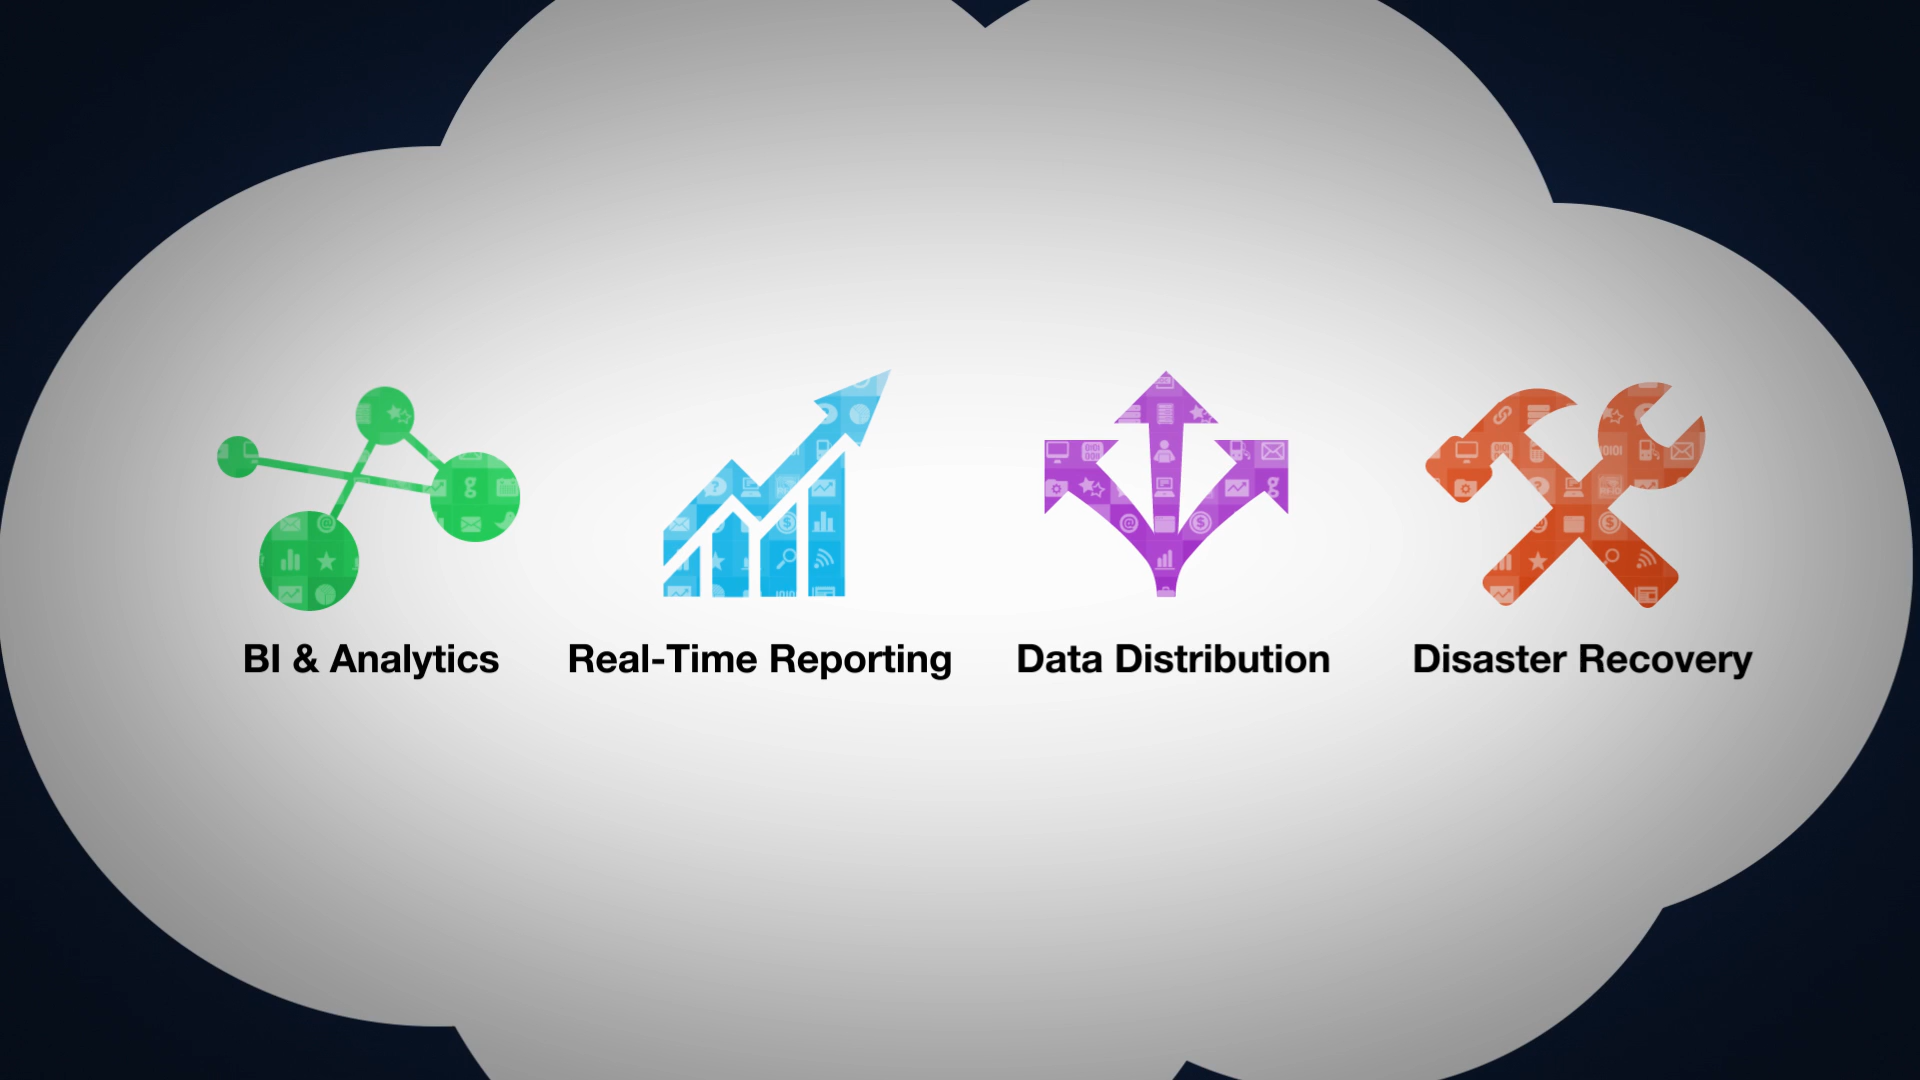 BI & Analytics
Real-Time Reporting
Data Distribution
Disaster Recovery